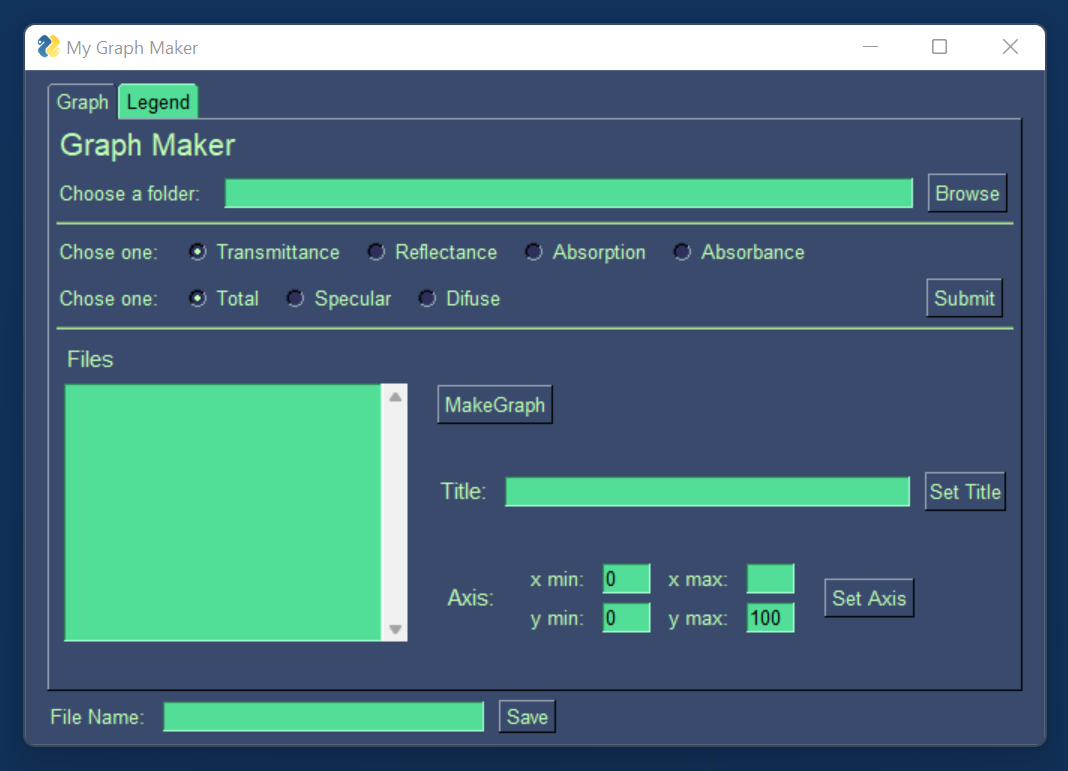 My Graph Maker
Graph Legend
Graph Maker
Choose a folder: Browse
Chose one: Transmittance Reflectance Absorption Absorbance
Chose one: Total Specular Difuse Submit
Files
MakeGraph
Title: Set Title
x min: 0 x max:
Axis: Set Axis
y min: 0 y max: 100
File Name: Save